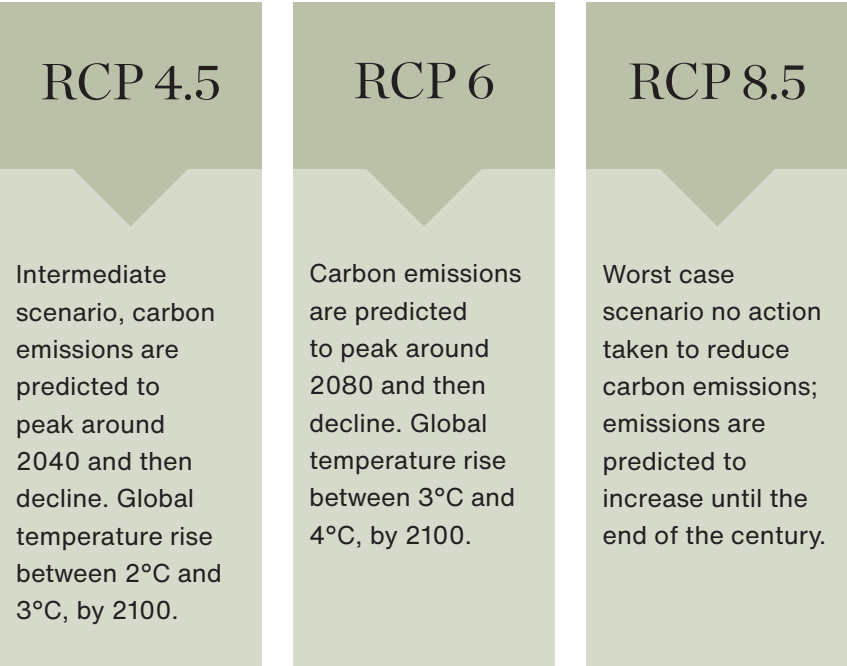 RCP 4.5
Intermediate
scenario, carbon
emissions are
predicted to
peak around
2040 and then
decline. Global
temperature rise
between 2°C and
3°C, by 2100.
RCP 6
Carbon emissions
are predicted
to peak around
2080 and then
decline. Global
temperature rise
between 3°C and
4°C, by 2100.
RCP 8.5
Worst case
scenario no action
taken to reduce
carbon emissions;
emissions are
predicted to
increase until the
end of the century.